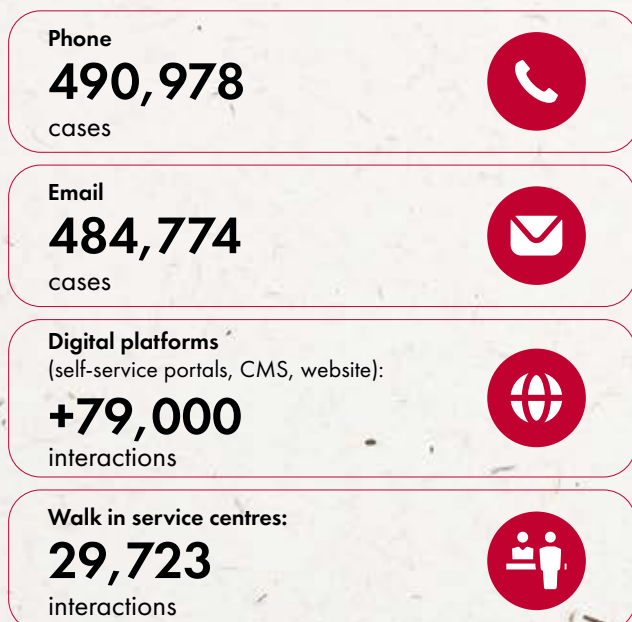 Phone
490,978
cases
Email
484,774
cases
Digital platforms
(self-service portals, CMS, website):
+79,000
interactions
Walk in service centres:
29,723
interactions